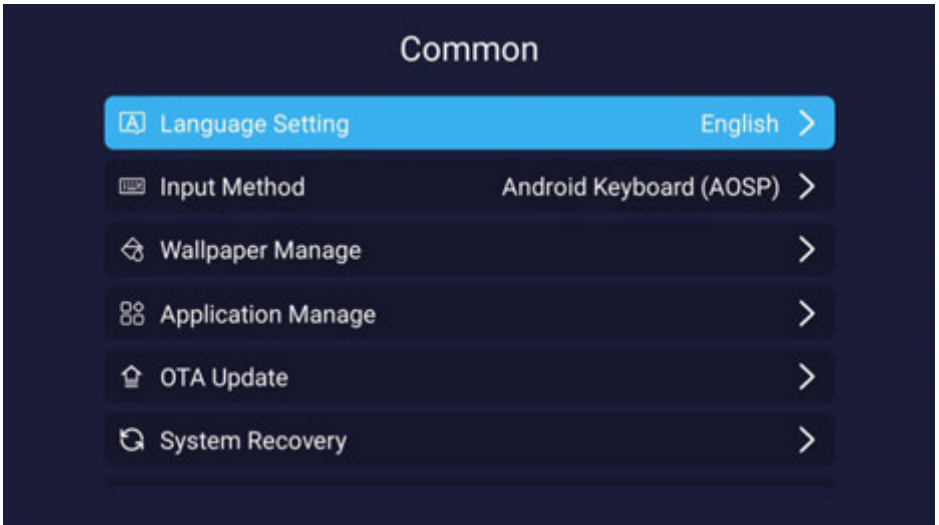 Common
Language Setting English
Input Method Android Keyboard (AOSP)
Wallpaper Manage
Application Manage
OTA Update
System Recovery